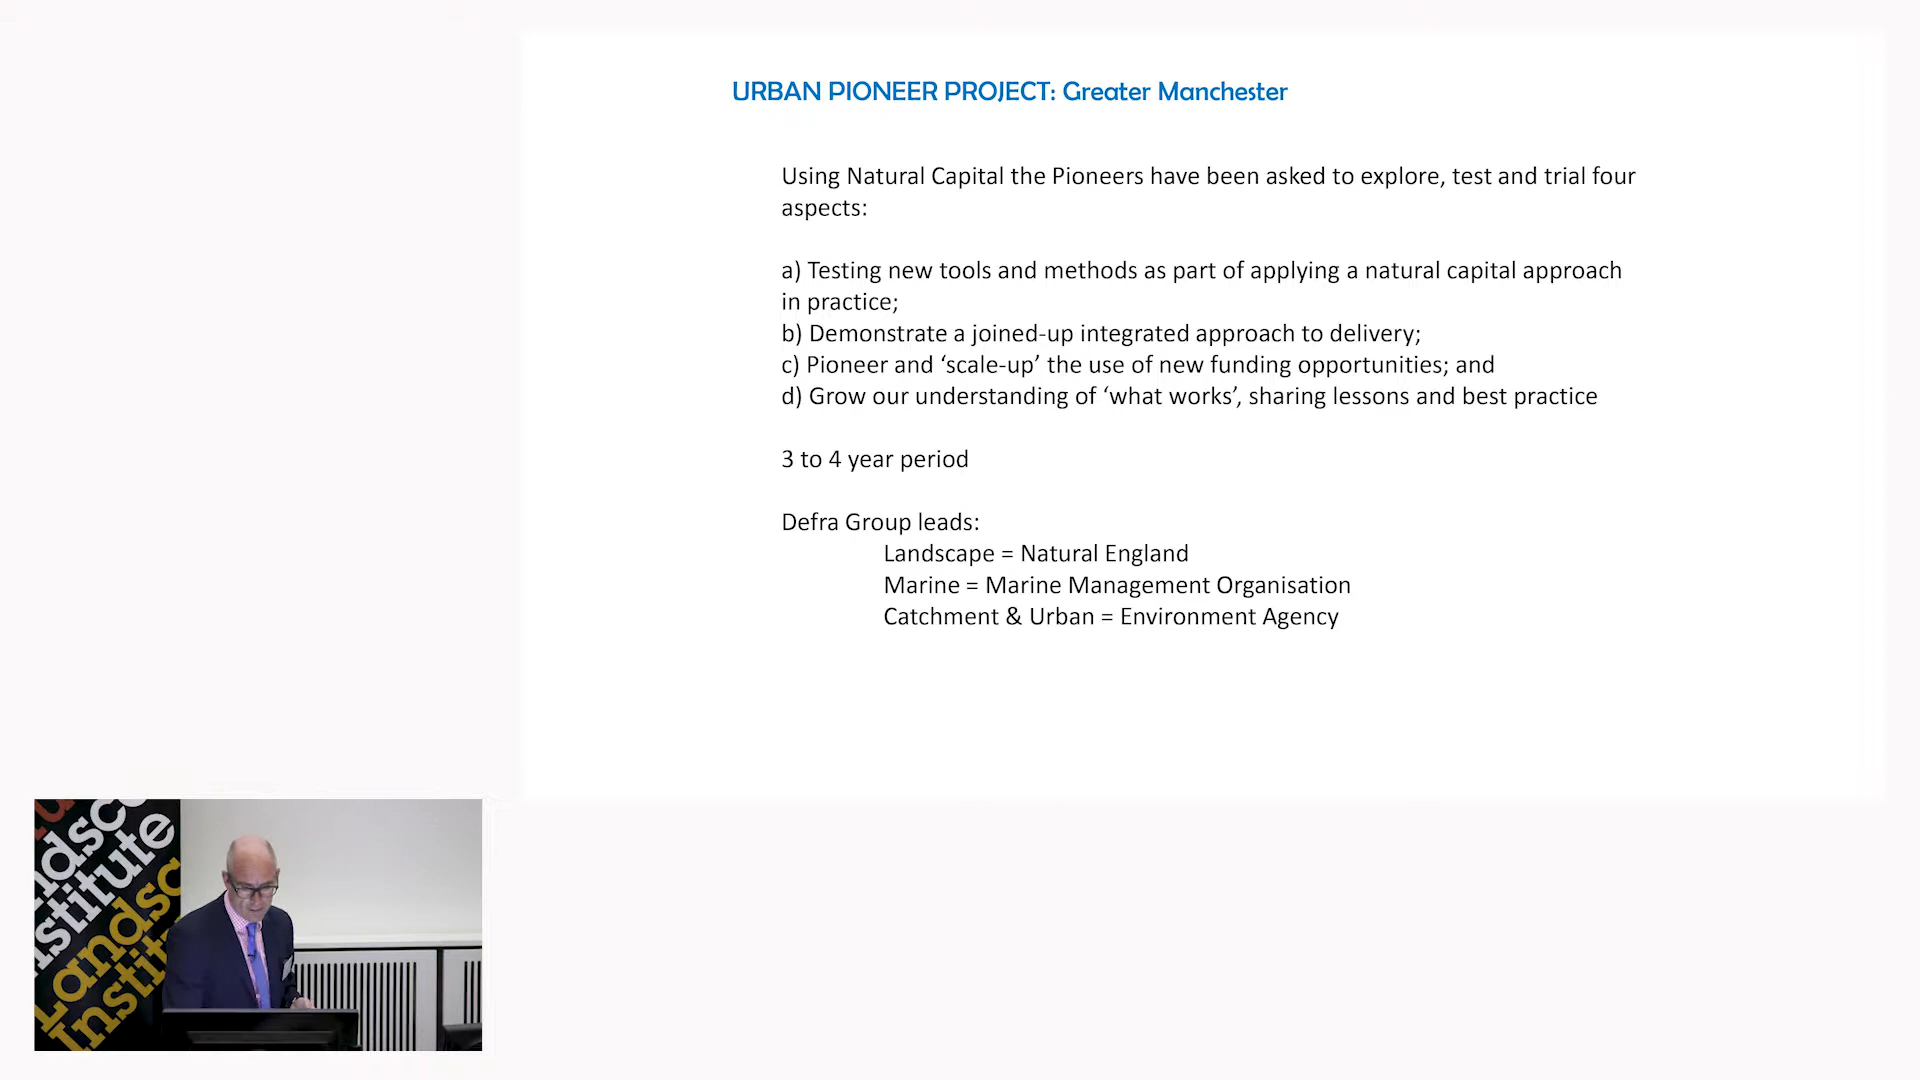 URBAN PIONEER PROJECT: Greater Manchester
Using Natural Capital the Pioneers have been asked to explore, test and trial four
aspects:
a) Testing new tools and methods as part of applying a natural capital approach
in practice;
b) Demonstrate a joined-up integrated approach to delivery;
c) Pioneer and ‘scale-up’ the use of new funding opportunities; and
d) Grow our understanding of ‘what works’, sharing lessons and best practice
3 to 4 year period
Defra Group leads:
Landscape = Natural England
Marine = Marine Management Organisation
Catchment & Urban = Environment Agency
ndsc
nstitute
Landsc
Instit